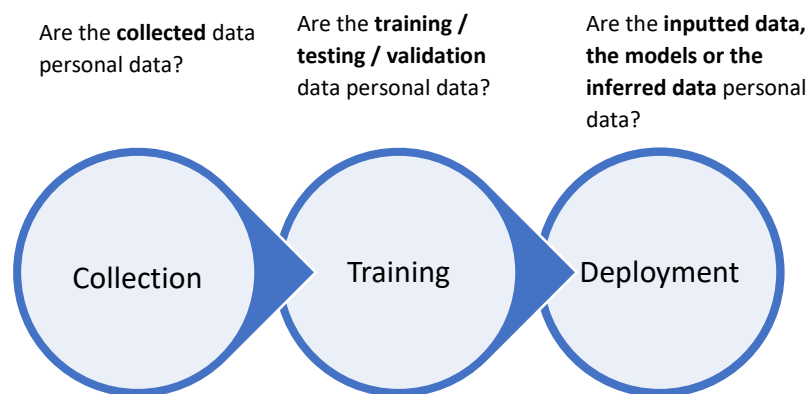 Are the collected data
personal data?
Are the training /
testing / validation
data personal data?
Are the inputted data,
the models or the
inferred data personal
data?
Collection
Training
Deployment